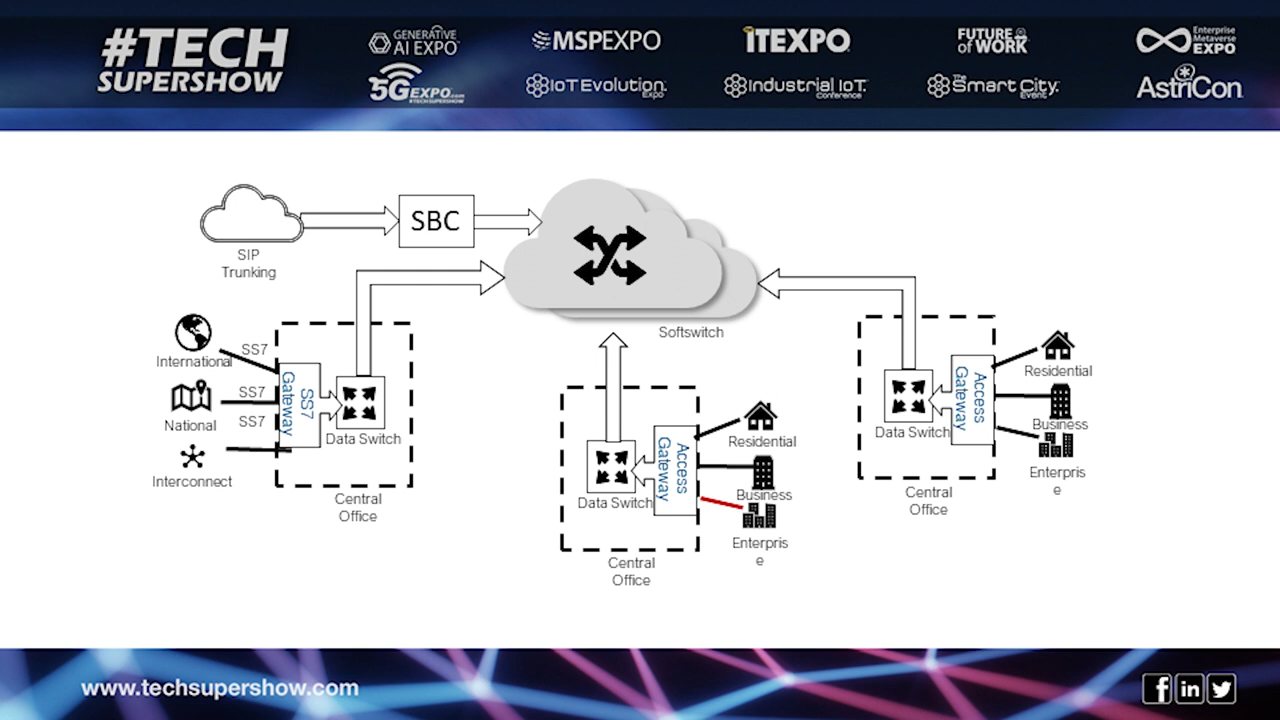 #TECH
SUPERSHOW
GENERATIVE
AI EXPO
5G EXPO.com
#TECHSUPERSHOW
MSPEXPO
IoT Evolution
Expo
ITEXPO
Industrial IoT
Conference
FUTURE
of WORK
The
Smart City
Event
Enterprise
Metaverse
EXPO
AstriCon
SIP
Trunking
SBC
Softswitch
International
SS7
National
SS7
SS7
Interconnect
SS7
Gateway
Data Switch
Central
Office
Data Switch
Access
Gateway
Residential
Business
Enterpris
e
Central
Office
Data Switch
Access
Gateway
Residential
Business
Enterpris
e
Central
Office
www.techsupershow.com
f
in